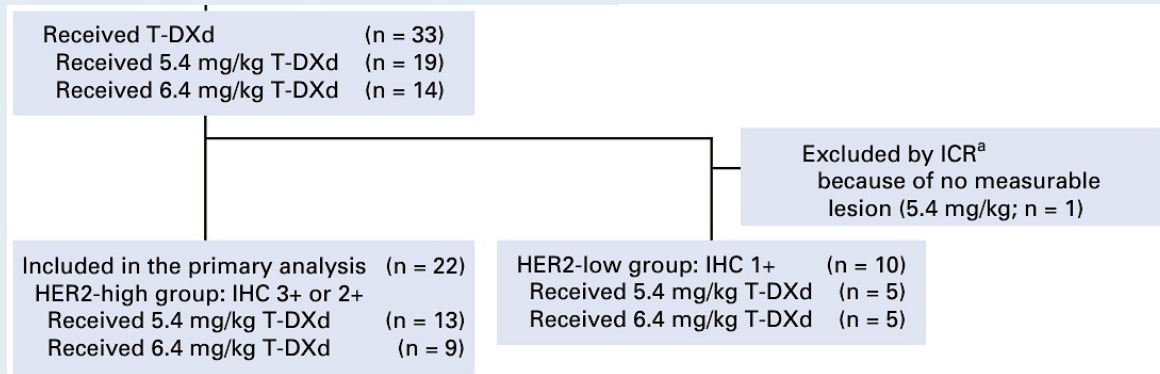 Received T-DXd (n = 33)
Received 5.4 mg/kg T-DXd (n = 19)
Received 6.4 mg/kg T-DXd (n = 14)
Excluded by ICRa
because of no measurable
lesion (5.4 mg/kg; n = 1)
Included in the primary analysis (n = 22)
HER2-high group: IHC 3+ or 2+
Received 5.4 mg/kg T-DXd (n = 13)
Received 6.4 mg/kg T-DXd (n = 9)
HER2-low group: IHC 1+ (n = 10)
Received 5.4 mg/kg T-DXd (n = 5)
Received 6.4 mg/kg T-DXd (n = 5)